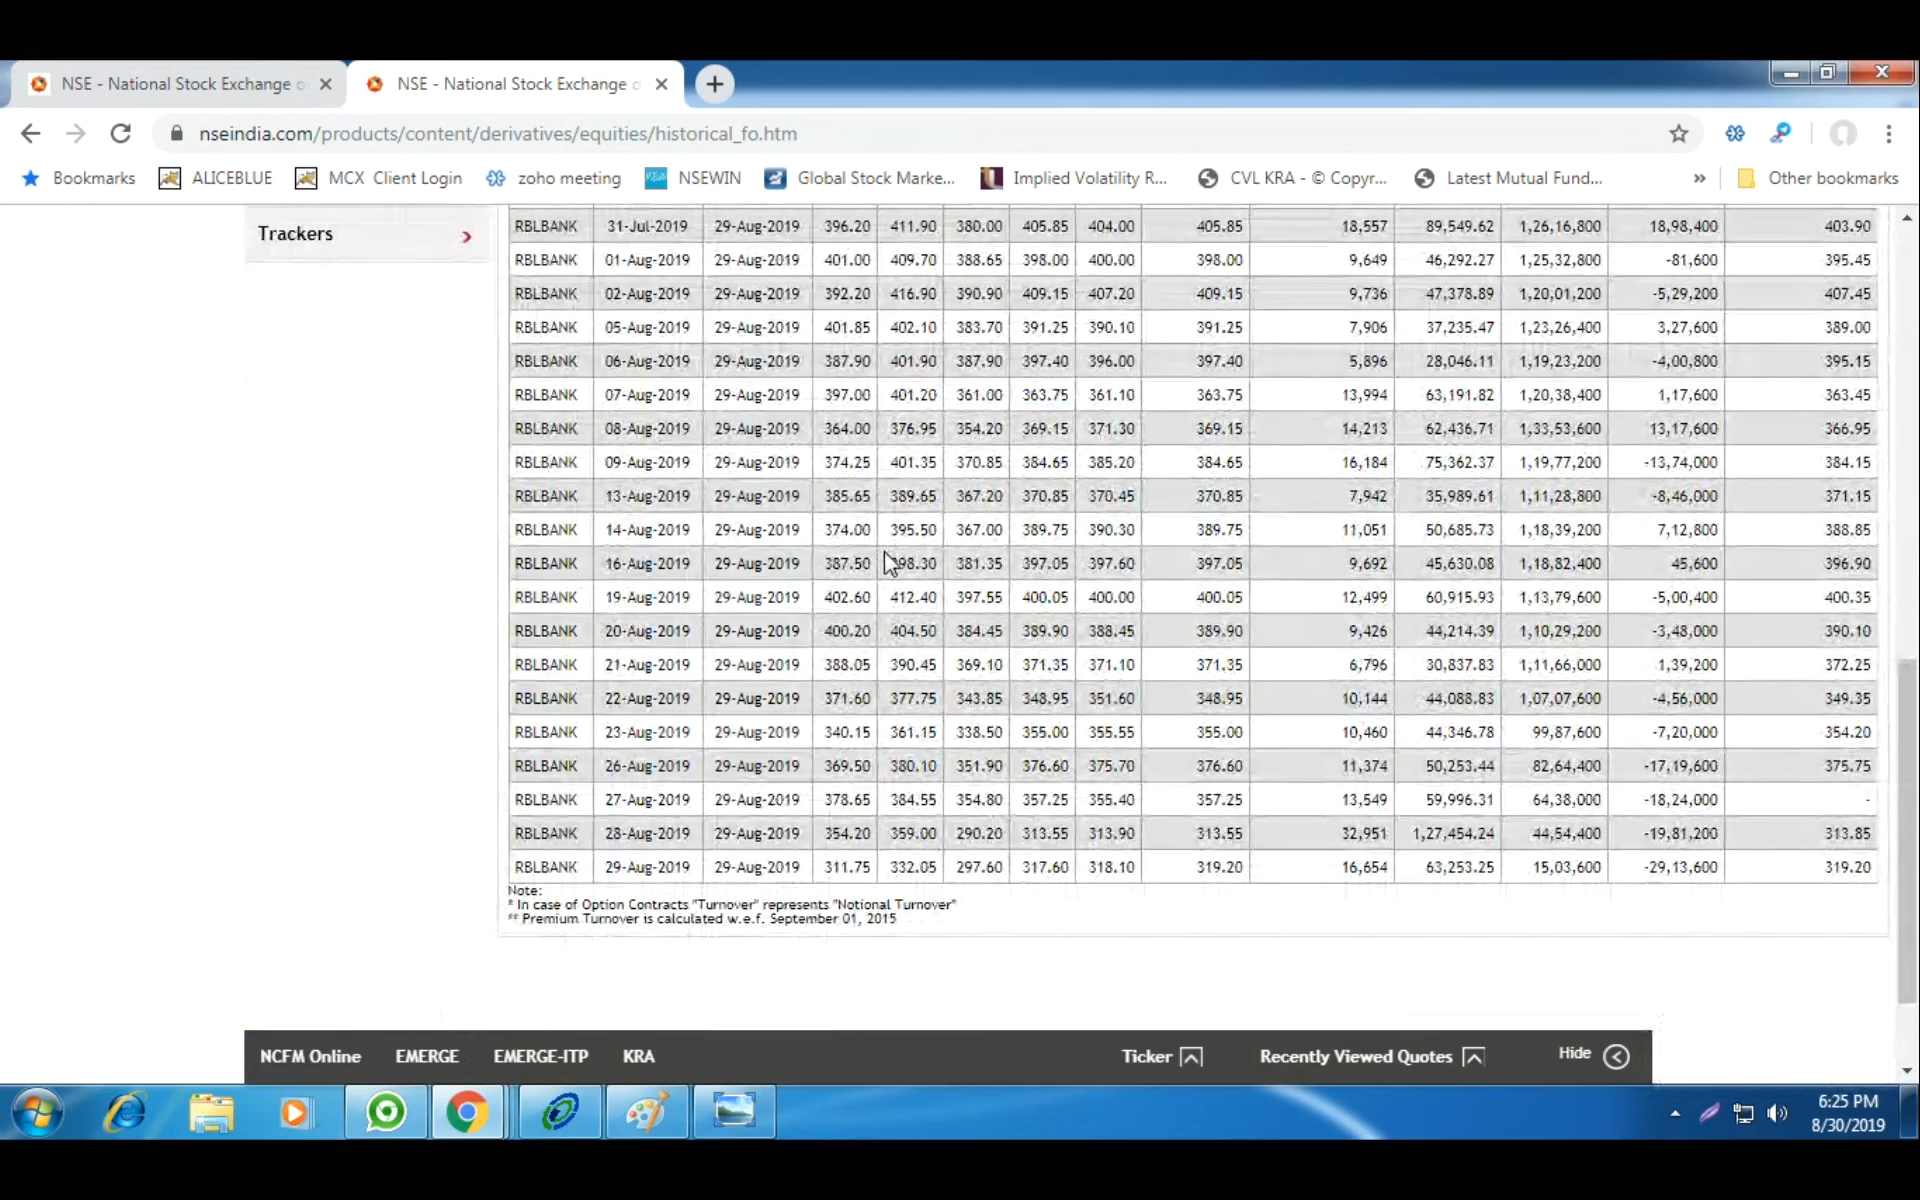 NSE - National Stock Exchange o
NSE - National Stock Exchange o
nseindia.com/products/content/derivatives/equities/historical_fo.htm
Bookmarks ALICEBLUE MCX Client Login zoho meeting NSEWIN Global Stock Marke... Implied Volatility R... CVL KRA - © Copyr... Latest Mutual Fund... » Other bookmarks
Trackers
RBLBANK 31-Jul-2019 29-Aug-2019 396.20 411.90 380.00 405.85 404.00 405.85 18,557 89,549.62 1,26,16,800 18,98,400 403.90
RBLBANK 01-Aug-2019 29-Aug-2019 401.00 409.70 388.65 398.00 400.00 398.00 9,649 46,292.27 1,25,32,800 -81,600 395.45
RBLBANK 02-Aug-2019 29-Aug-2019 392.20 416.90 390.90 409.15 407.20 409.15 9,736 47,378.89 1,20,01,200 -5,29,200 407.45
RBLBANK 05-Aug-2019 29-Aug-2019 401.85 402.10 383.70 391.25 390.10 391.25 7,906 37,235.47 1,23,26,400 3,27,600 389.00
RBLBANK 06-Aug-2019 29-Aug-2019 387.90 401.90 387.90 397.40 396.00 397.40 5,896 28,046.11 1,19,23,200 -4,00,800 395.15
RBLBANK 07-Aug-2019 29-Aug-2019 397.00 401.20 361.00 363.75 361.10 363.75 13,994 63,191.82 1,20,38,400 1,17,600 363.45
RBLBANK 08-Aug-2019 29-Aug-2019 364.00 376.95 354.20 369.15 371.30 369.15 14,213 62,436.71 1,33,53,600 13,17,600 366.95
RBLBANK 09-Aug-2019 29-Aug-2019 374.25 401.35 370.85 384.65 385.20 384.65 16,184 75,362.37 1,19,77,200 -13,74,000 384.15
RBLBANK 13-Aug-2019 29-Aug-2019 385.65 389.65 367.20 370.85 370.45 370.85 7,942 35,989.61 1,11,28,800 -8,46,000 371.15
RBLBANK 14-Aug-2019 29-Aug-2019 374.00 395.50 367.00 389.75 390.30 389.75 11,051 50,685.73 1,18,39,200 7,12,800 388.85
RBLBANK 16-Aug-2019 29-Aug-2019 387.50 98.30 381.35 397.05 397.60 397.05 9,692 45,630.08 1,18,82,400 45,600 396.90
RBLBANK 19-Aug-2019 29-Aug-2019 402.60 412.40 397.55 400.05 400.00 400.05 12,499 60,915.93 1,13,79,600 -5,00,400 400.35
RBLBANK 20-Aug-2019 29-Aug-2019 400.20 404.50 384.45 389.90 388.45 389.90 9,426 44,214.39 1,10,29,200 -3,48,000 390.10
RBLBANK 21-Aug-2019 29-Aug-2019 388.05 390.45 369.10 371.35 371.10 371.35 6,796 30,837.83 1,11,66,000 1,39,200 372.25
RBLBANK 22-Aug-2019 29-Aug-2019 371.60 377.75 343.85 348.95 351.60 348.95 10,144 44,088.83 1,07,07,600 -4,56,000 349.35
RBLBANK 23-Aug-2019 29-Aug-2019 340.15 361.15 338.50 355.00 355.55 355.00 10,460 44,346.78 99,87,600 -7,20,000 354.20
RBLBANK 26-Aug-2019 29-Aug-2019 369.50 380.10 351.90 376.60 375.70 376.60 11,374 50,253.44 82,64,400 -17,19,600 375.75
RBLBANK 27-Aug-2019 29-Aug-2019 378.65 384.55 354.80 357.25 355.40 357.25 13,549 59,996.31 64,38,000 -18,24,000 -
RBLBANK 28-Aug-2019 29-Aug-2019 354.20 359.00 290.20 313.55 313.90 313.55 32,951 1,27,454.24 44,54,400 -19,81,200 313.85
RBLBANK 29-Aug-2019 29-Aug-2019 311.75 332.05 297.60 317.60 318.10 319.20 16,654 63,253.25 15,03,600 -29,13,600 319.20
Note:
* In case of Option Contracts "Turnover" represents "Notional Turnover"
** Premium Turnover is calculated w.e.f. September 01, 2015
NCFM Online EMERGE EMERGE-ITP KRA Ticker Recently Viewed Quotes Hide
6:25 PM
8/30/2019